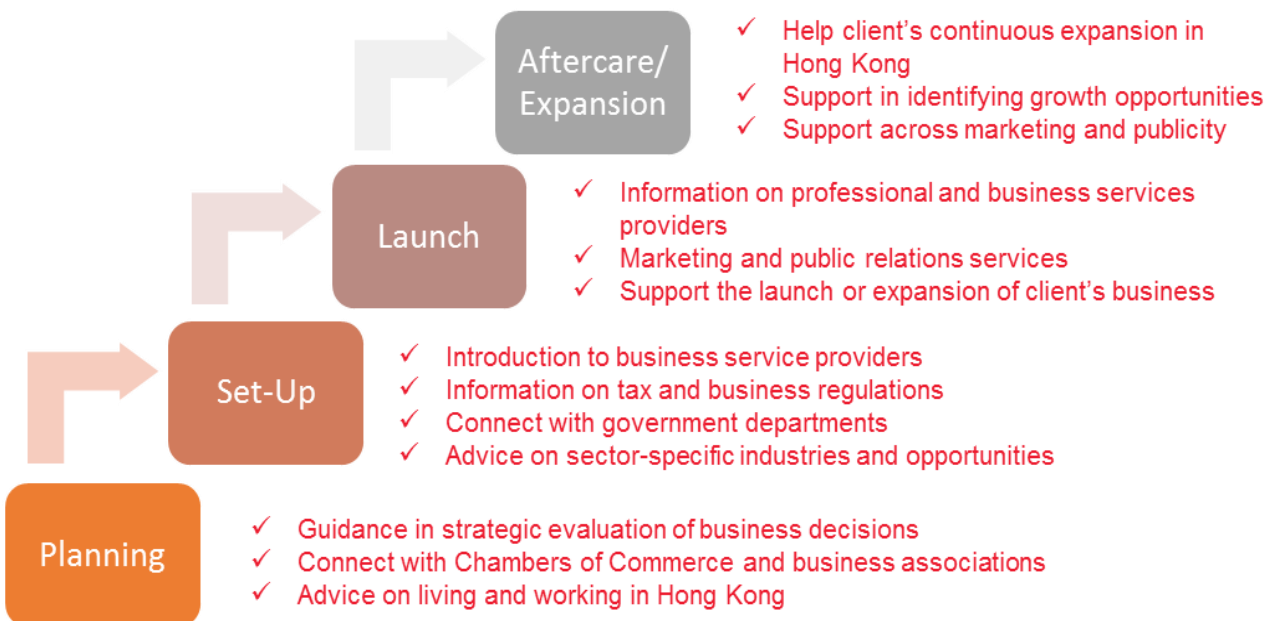 Aftercare/
Expansion
✓ Help client's continuous expansion in
Hong Kong
✓ Support in identifying growth opportunities
✓ Support across marketing and publicity
Launch
✓ Information on professional and business services
providers
✓ Marketing and public relations services
✓ Support the launch or expansion of client's business
Set-Up
✓ Introduction to business service providers
✓ Information on tax and business regulations
✓ Connect with government departments
✓ Advice on sector-specific industries and opportunities
Planning
✓ Guidance in strategic evaluation of business decisions
✓ Connect with Chambers of Commerce and business associations
✓ Advice on living and working in Hong Kong